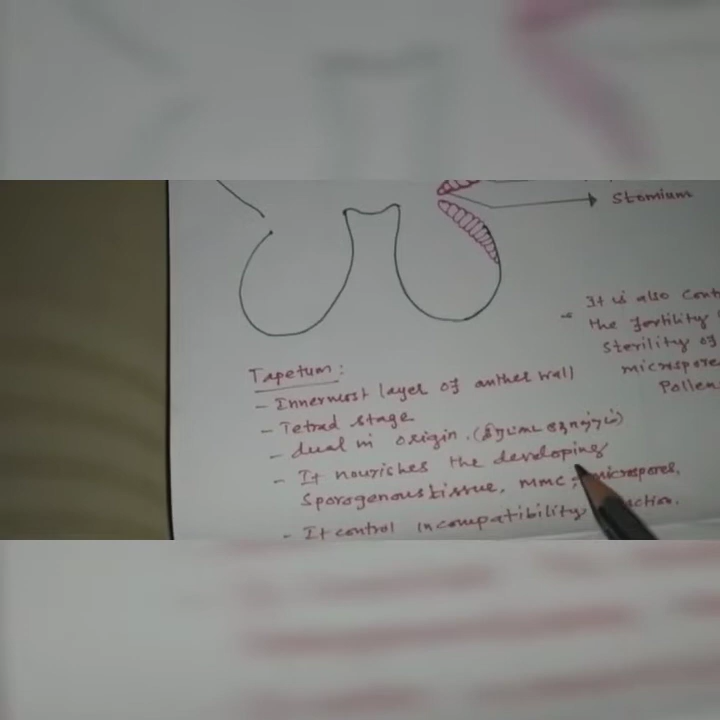 Stomium
It is also
the fertility
sterility of
microspore
Pollen
Tapetum:
- Innermost layer of anther wall
- Tetrad stage
- dual in origin.
- It nourishes the developing
Sporogenous tissue, MMC, microspores.
- It control incompatibility